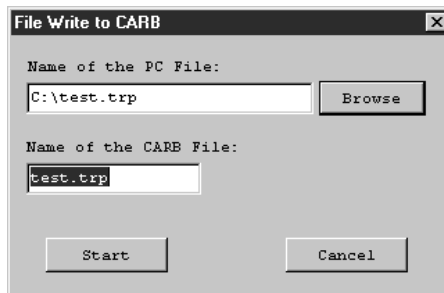 File Write to CARB
Name of the PC File:
C:\test.trp
Browse
Name of the CARB File:
test.trp
Start Cancel